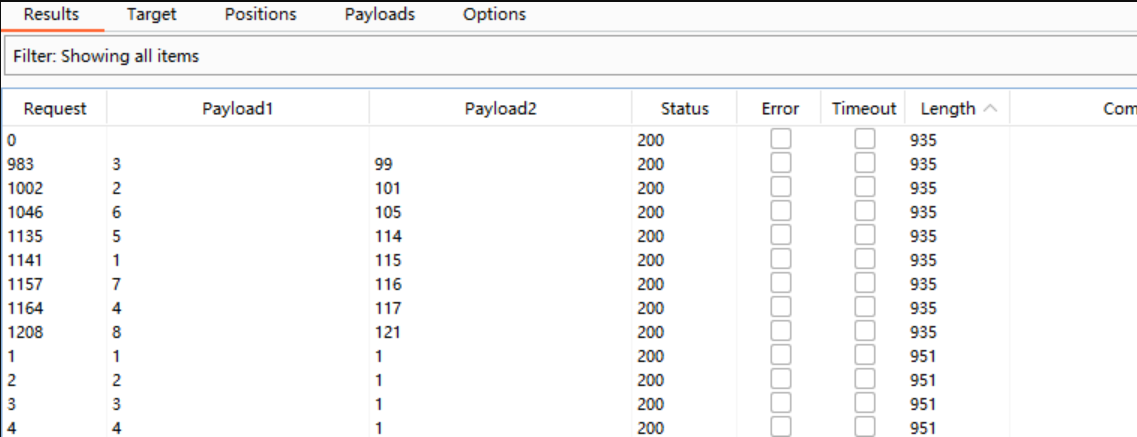 Results Target Positions Payloads Options
Filter: Showing all items
Request Payload1 Payload2 Status Error Timeout Length Com
0 200 935
983 3 99 200 935
1002 2 101 200 935
1046 6 105 200 935
1135 5 114 200 935
1141 1 115 200 935
1157 7 116 200 935
1164 4 117 200 935
1208 8 121 200 935
1 1 1 200 951
2 2 1 200 951
3 3 1 200 951
4 4 1 200 951